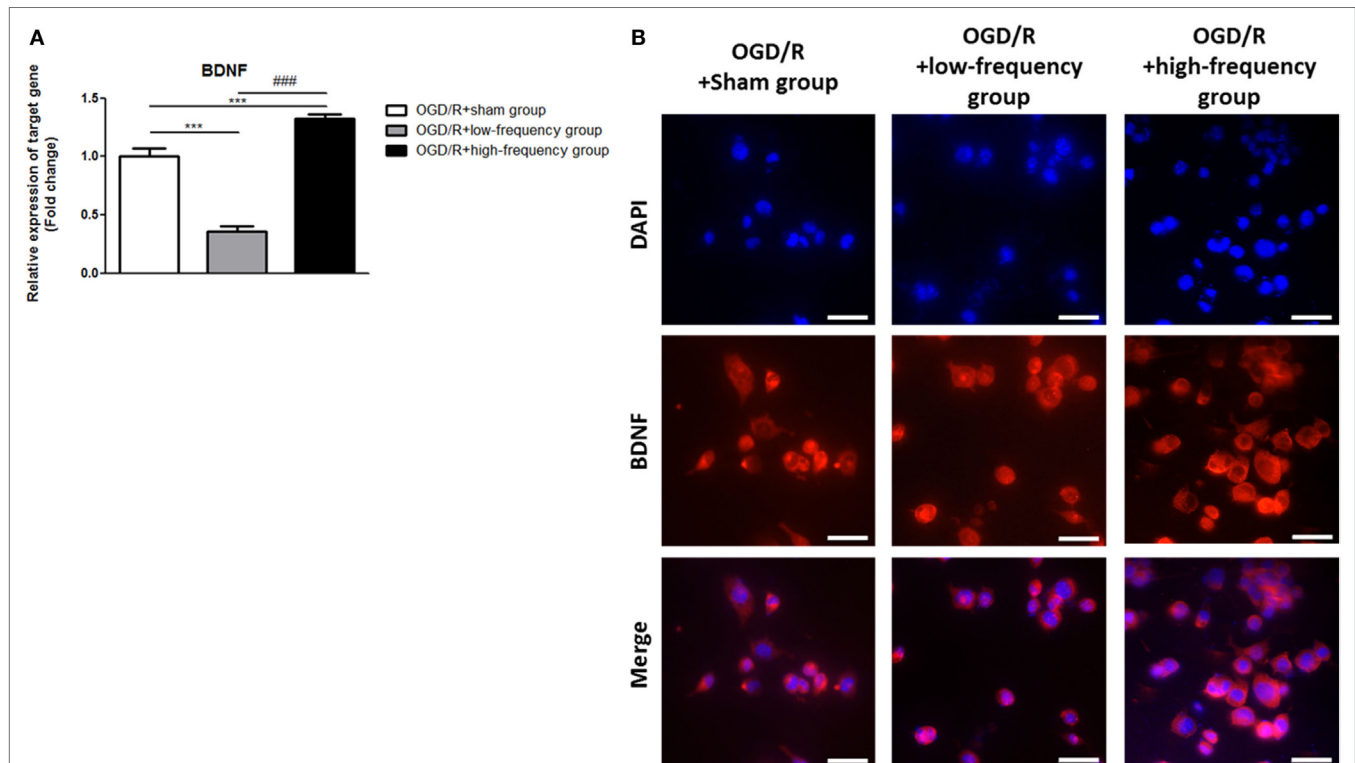 A
BDNF
###
***
***
Relative expression of target gene
(Fold change)
1.5
1.0
0.5
0.0
OGD/R+sham group
OGD/R+low-frequency group
OGD/R+high-frequency group
B
OGD/R
+Sham group
OGD/R
+low-frequency
group
OGD/R
+high-frequency
group
DAPI
BDNF
Merge